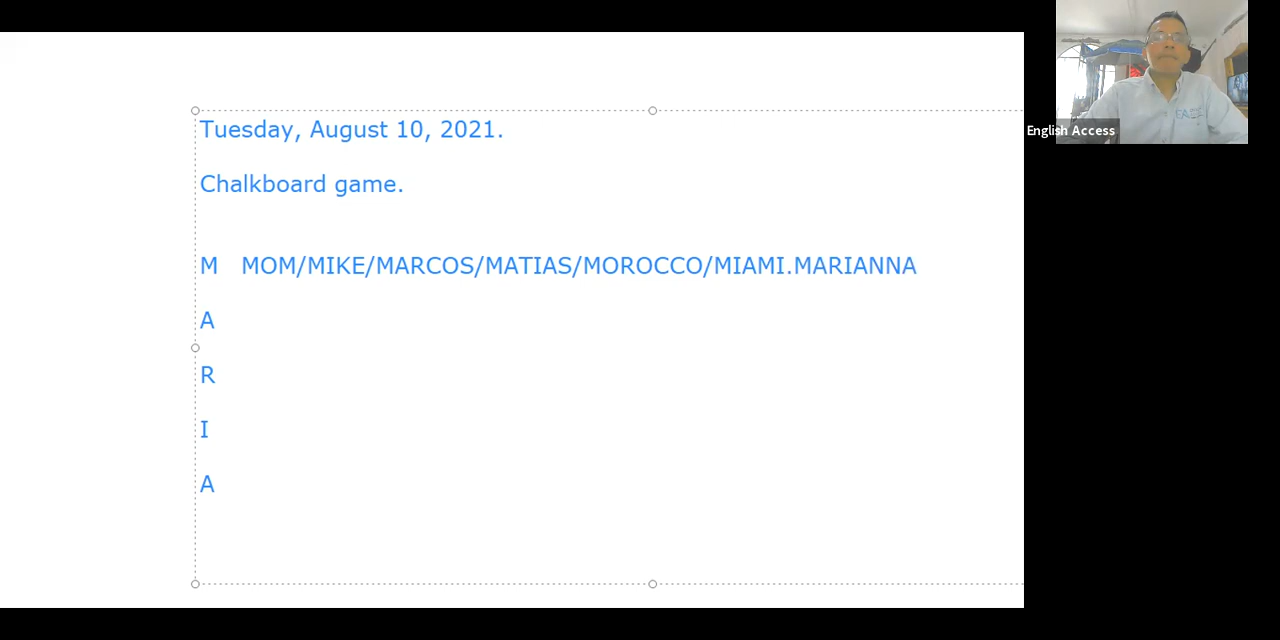 Tuesday, August 10, 2021.
Chalkboard game.
M MOM/MIKE/MARCOS/MATIAS/MOROCCO/MIAMI.MARIANNA
A
R
I
A
English Access